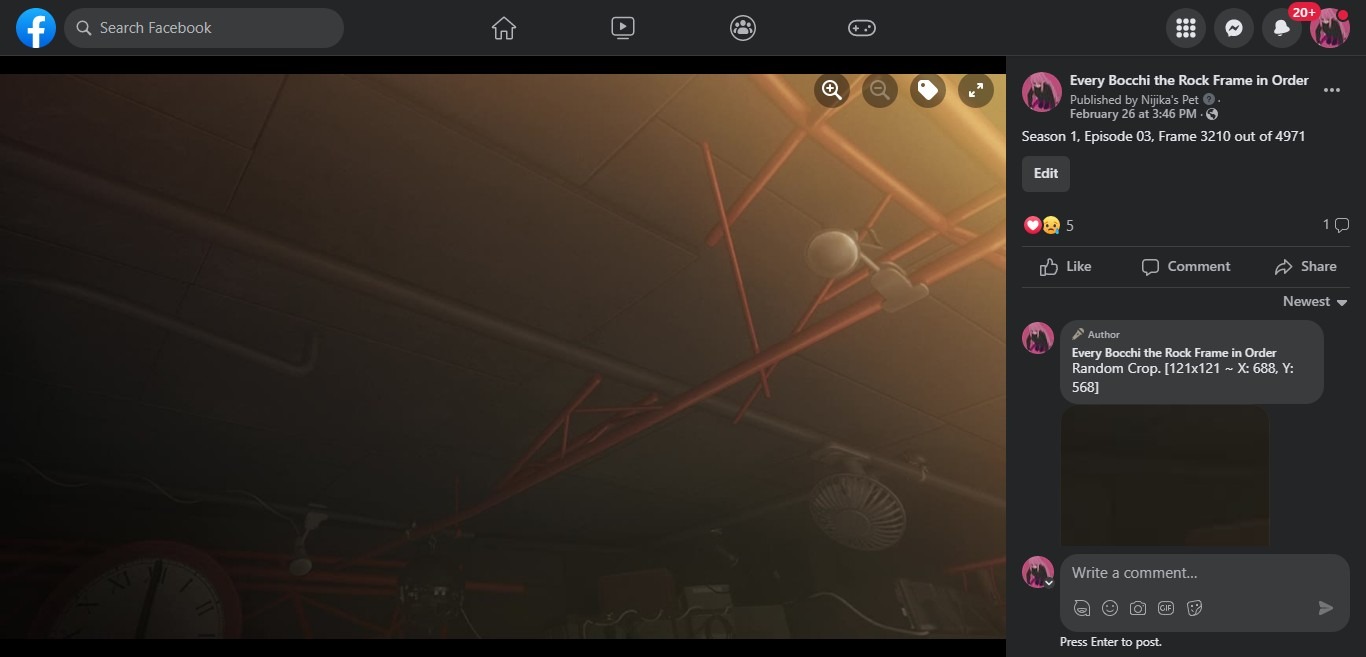 Search Facebook
20+
Every Bocchi the Rock Frame in Order
Published by Nijika's Pet
February 26 at 3:46 PM
Season 1, Episode 03, Frame 3210 out of 4971
Edit
5
1
Like
Comment
Share
Newest
Author
Every Bocchi the Rock Frame in Order
Random Crop. [121x121 ~ X: 688, Y:
568]
Write a comment...
GIF
Press Enter to post.